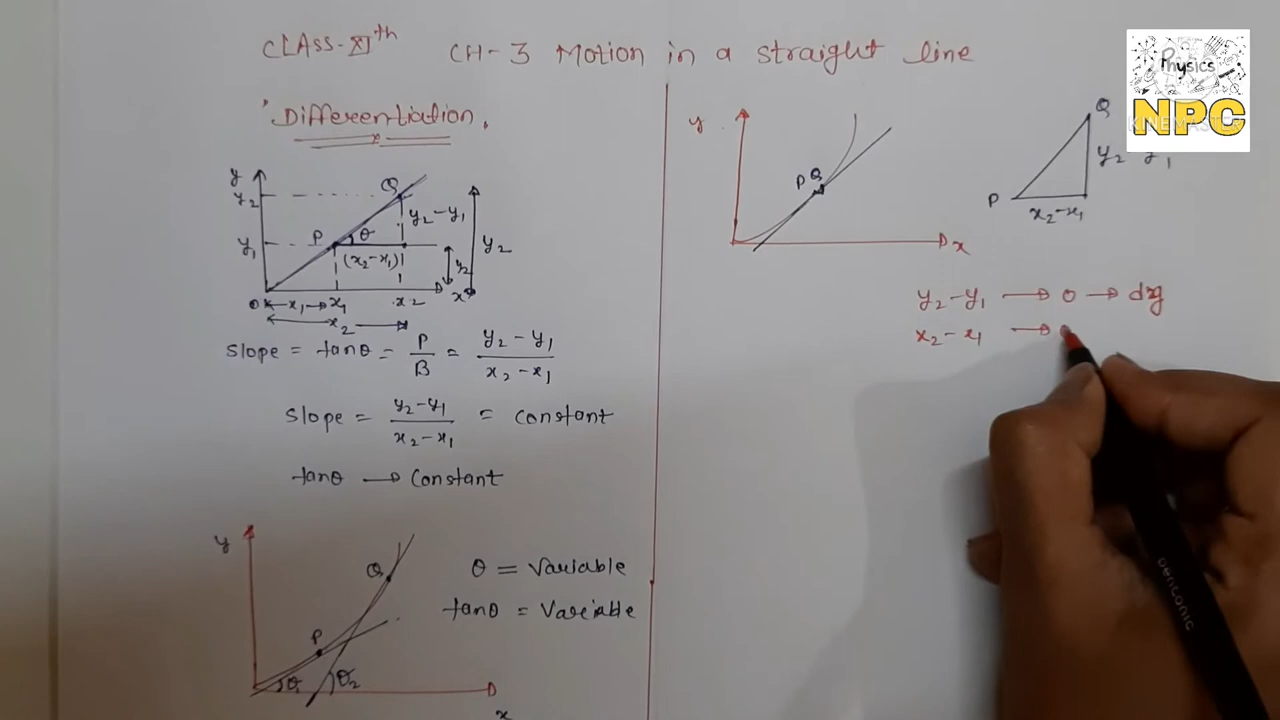 CLASS-XIth CH-3 Motion in a straight line
Differentiation.
y
y2
y1
Q
P
θ
y2-y1
(x2-x1)
y2
y2
O
x1
x1
x2
x
x2
slope = tanθ = P/B = y2-y1/x2-x1
slope = y2-y1/x2-x1 = constant
tanθ → constant
y
Q
P
θ1
θ2
x
θ = Variable
tanθ = Variable
y
P Q
x
Q
P
y2 y1
x2-x1
y2-y1 → 0 → dy
x2-x1 →
Physics
NPC
pentonic